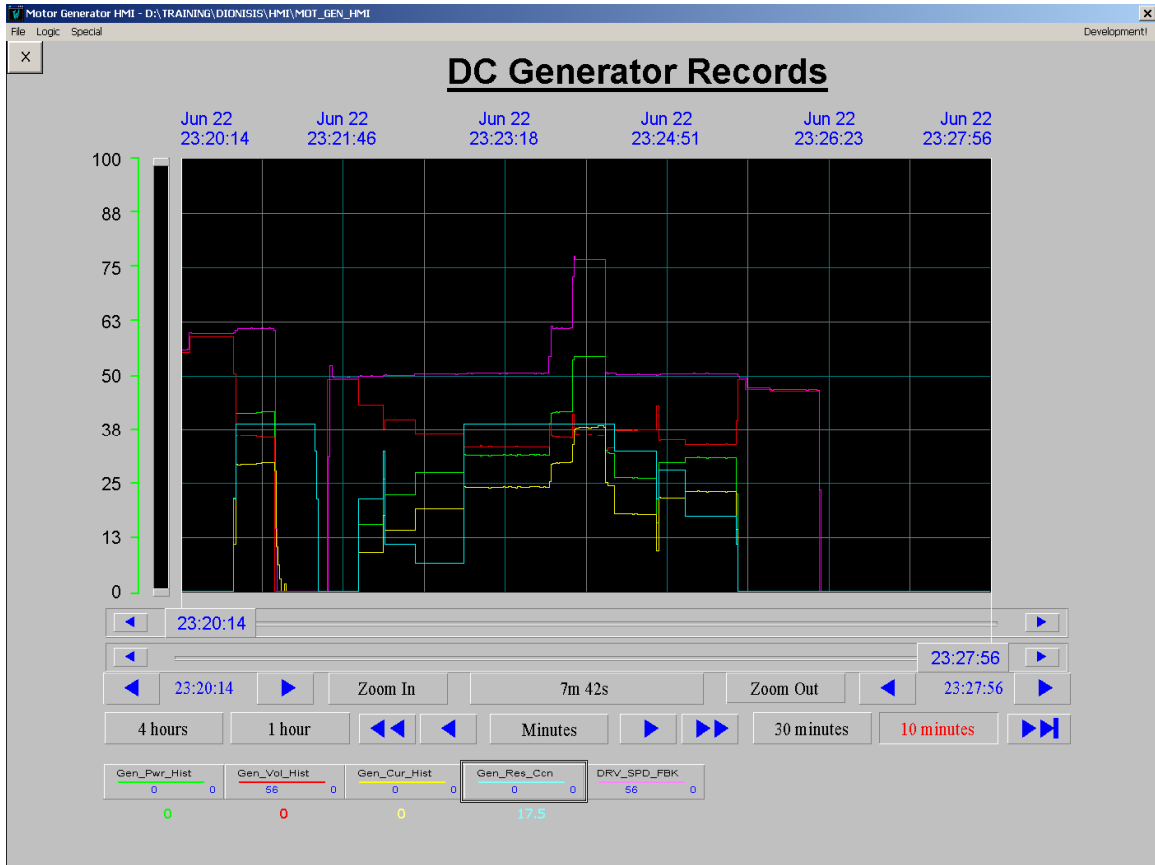 Motor Generator HMI - D:\TRAINING\DIONISIS\HMI\MOT_GEN_HMI
File Logic Special Development!
X
DC Generator Records
Jun 22 Jun 22 Jun 22 Jun 22 Jun 22 Jun 22
23:20:14 23:21:46 23:23:18 23:24:51 23:26:23 23:27:56
100
88
75
63
50
38
25
13
0
23:20:14
23:27:56
23:20:14 Zoom In 7m 42s Zoom Out 23:27:56
4 hours 1 hour Minutes 30 minutes 10 minutes
Gen_Pwr_Hist Gen_Vol_Hist Gen_Cur_Hist Gen_Res_Ccn DRV_SPD_FBK
0 0 56 0 0 0 0 0 56 0
0 0 0 17.5